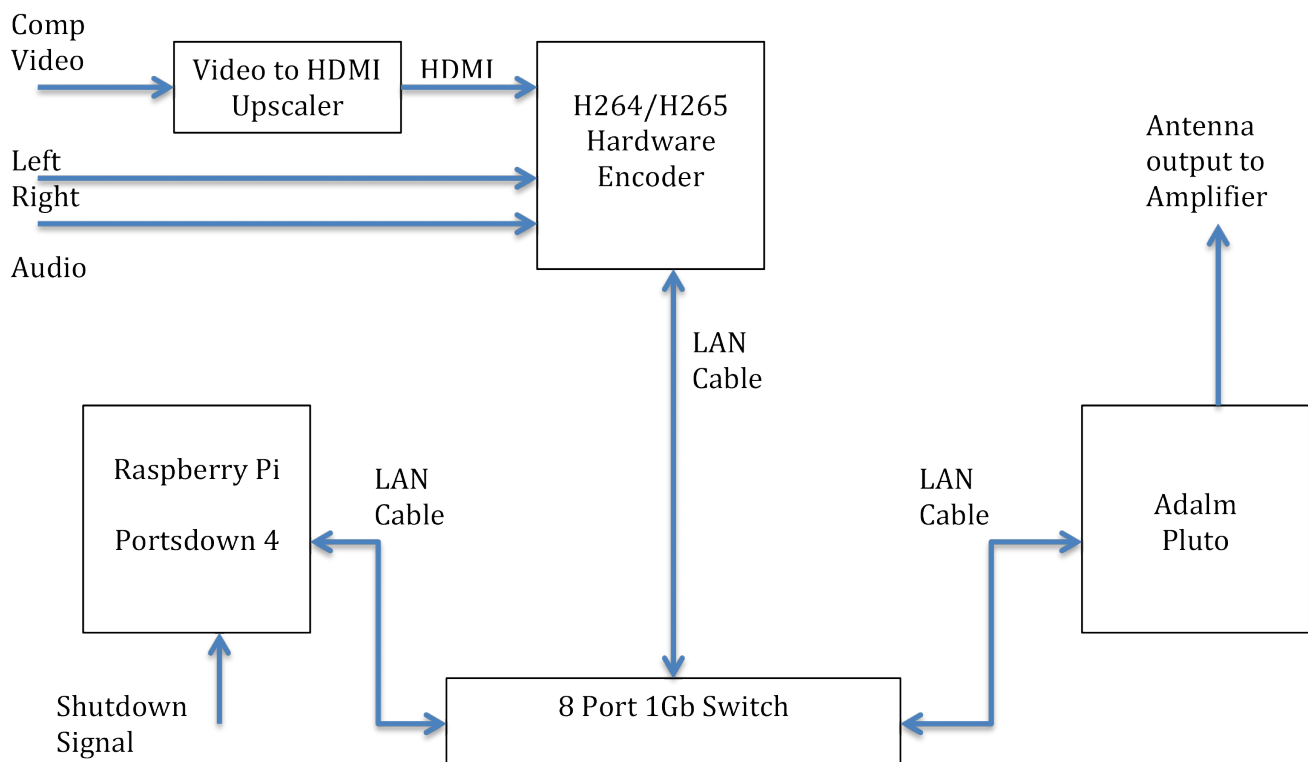 Comp
Video
Video to HDMI
Upscaler
HDMI
H264/H265
Hardware
Encoder
Left
Right
Audio
Antenna
output to
Amplifier
LAN
Cable
Raspberry Pi
Portsdown 4
LAN
Cable
LAN
Cable
Adalm
Pluto
Shutdown
Signal
8 Port 1Gb Switch